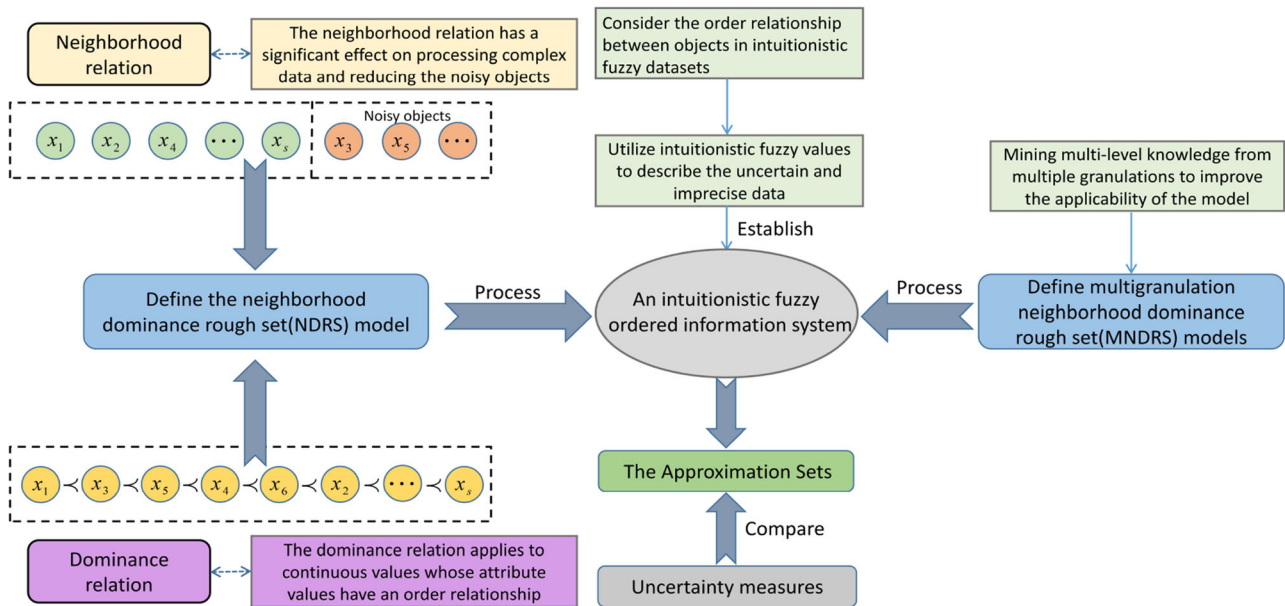 Neighborhood
relation
The neighborhood relation has a
significant effect on processing complex
data and reducing the noisy objects
Consider the order relationship
between objects in intuitionistic
fuzzy datasets
Noisy objects
x₁ x₂ x₄ ··· xₛ x₃ x₅ ···
Utilize intuitionistic fuzzy values
to describe the uncertain and
imprecise data
Mining multi-level knowledge from
multiple granulations to improve
the applicability of the model
Establish
Define the neighborhood
dominance rough set(NDRS) model
Process
An intuitionistic fuzzy
ordered information system
Process
Define multigranulation
neighborhood dominance
rough set(MNDRS) models
x₁ ≺ x₃ ≺ x₅ ≺ x₄ ≺ x₆ ≺ x₂ ≺ ··· ≺ xₛ
The Approximation Sets
Compare
Dominance
relation
The dominance relation applies to
continuous values whose attribute
values have an order relationship
Uncertainty measures